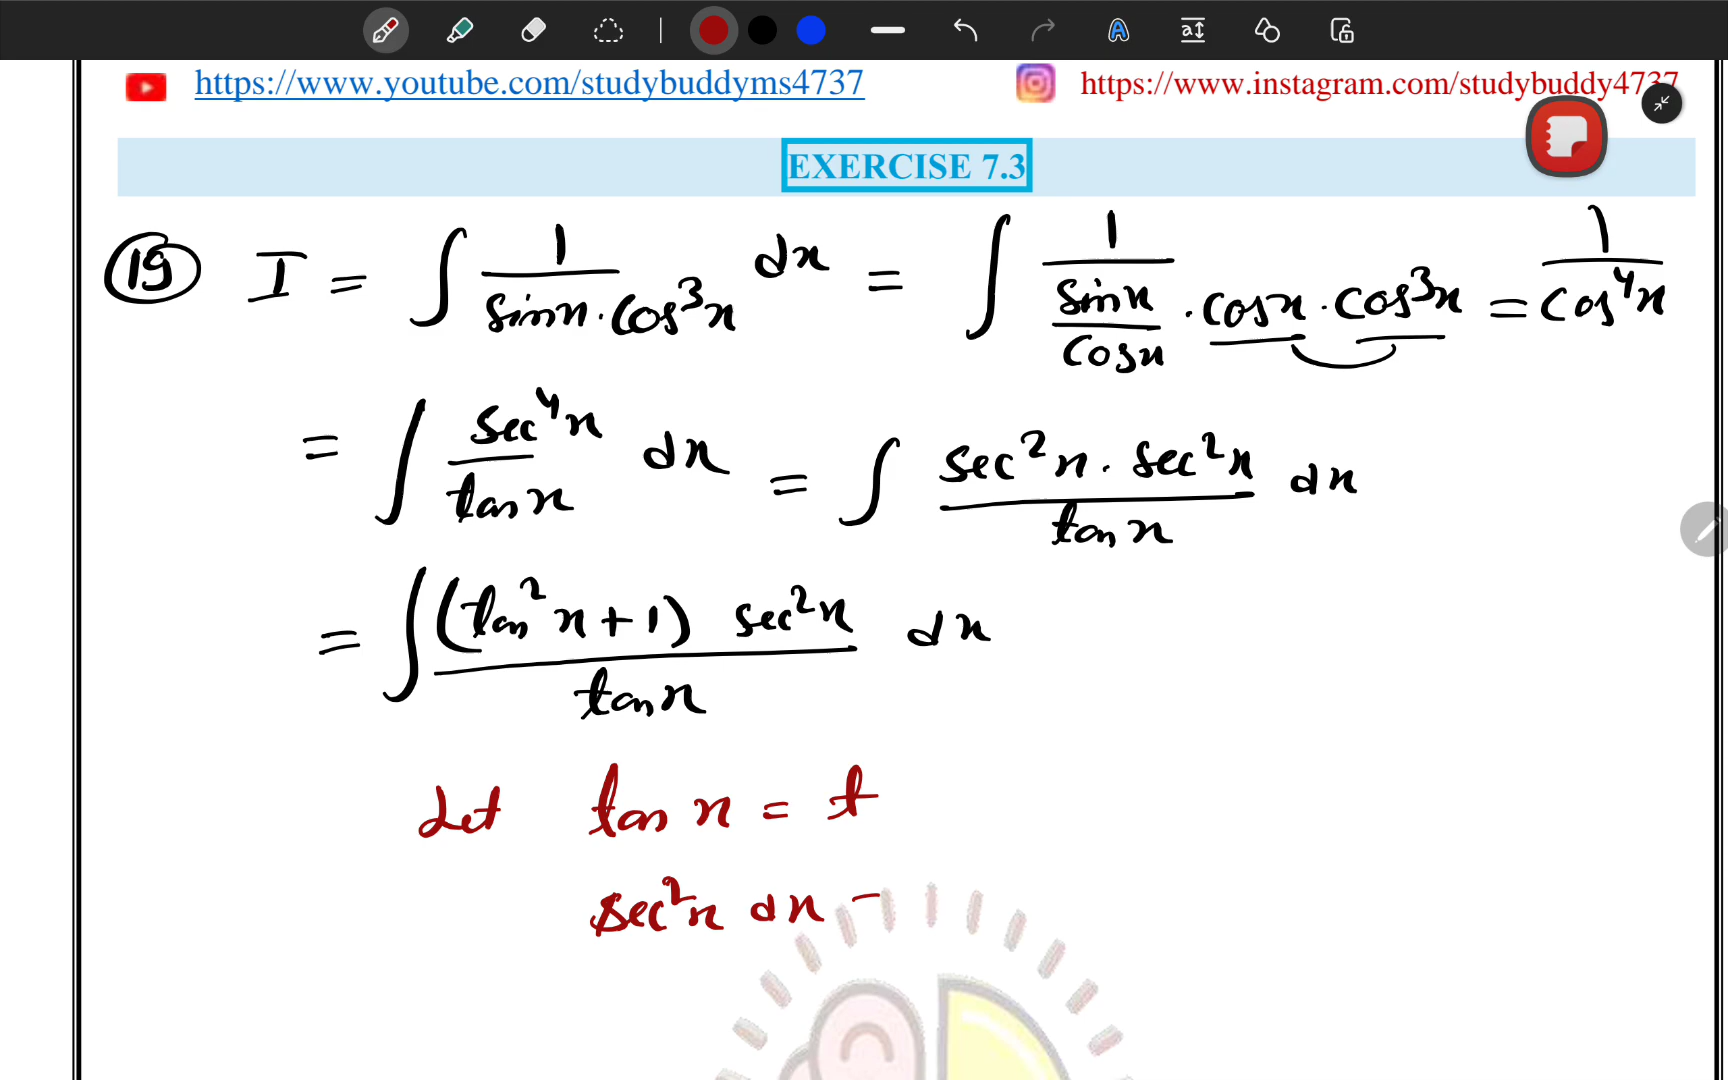 https://www.youtube.com/studybuddyms4737 https://www.instagram.com/studybuddy4737
EXERCISE 7.3
(19) I = ∫ 1/(sinx·cos³x) dx = ∫ 1/((sinx/cosx)·cosx·cos³x) = 1/cos⁴x
= ∫ sec⁴x/tanx dx = ∫ (sec²x·sec²x)/tanx dx
= ∫ ((tan²x+1) sec²x)/tanx dx
Let tanx = t
sec²x dx -